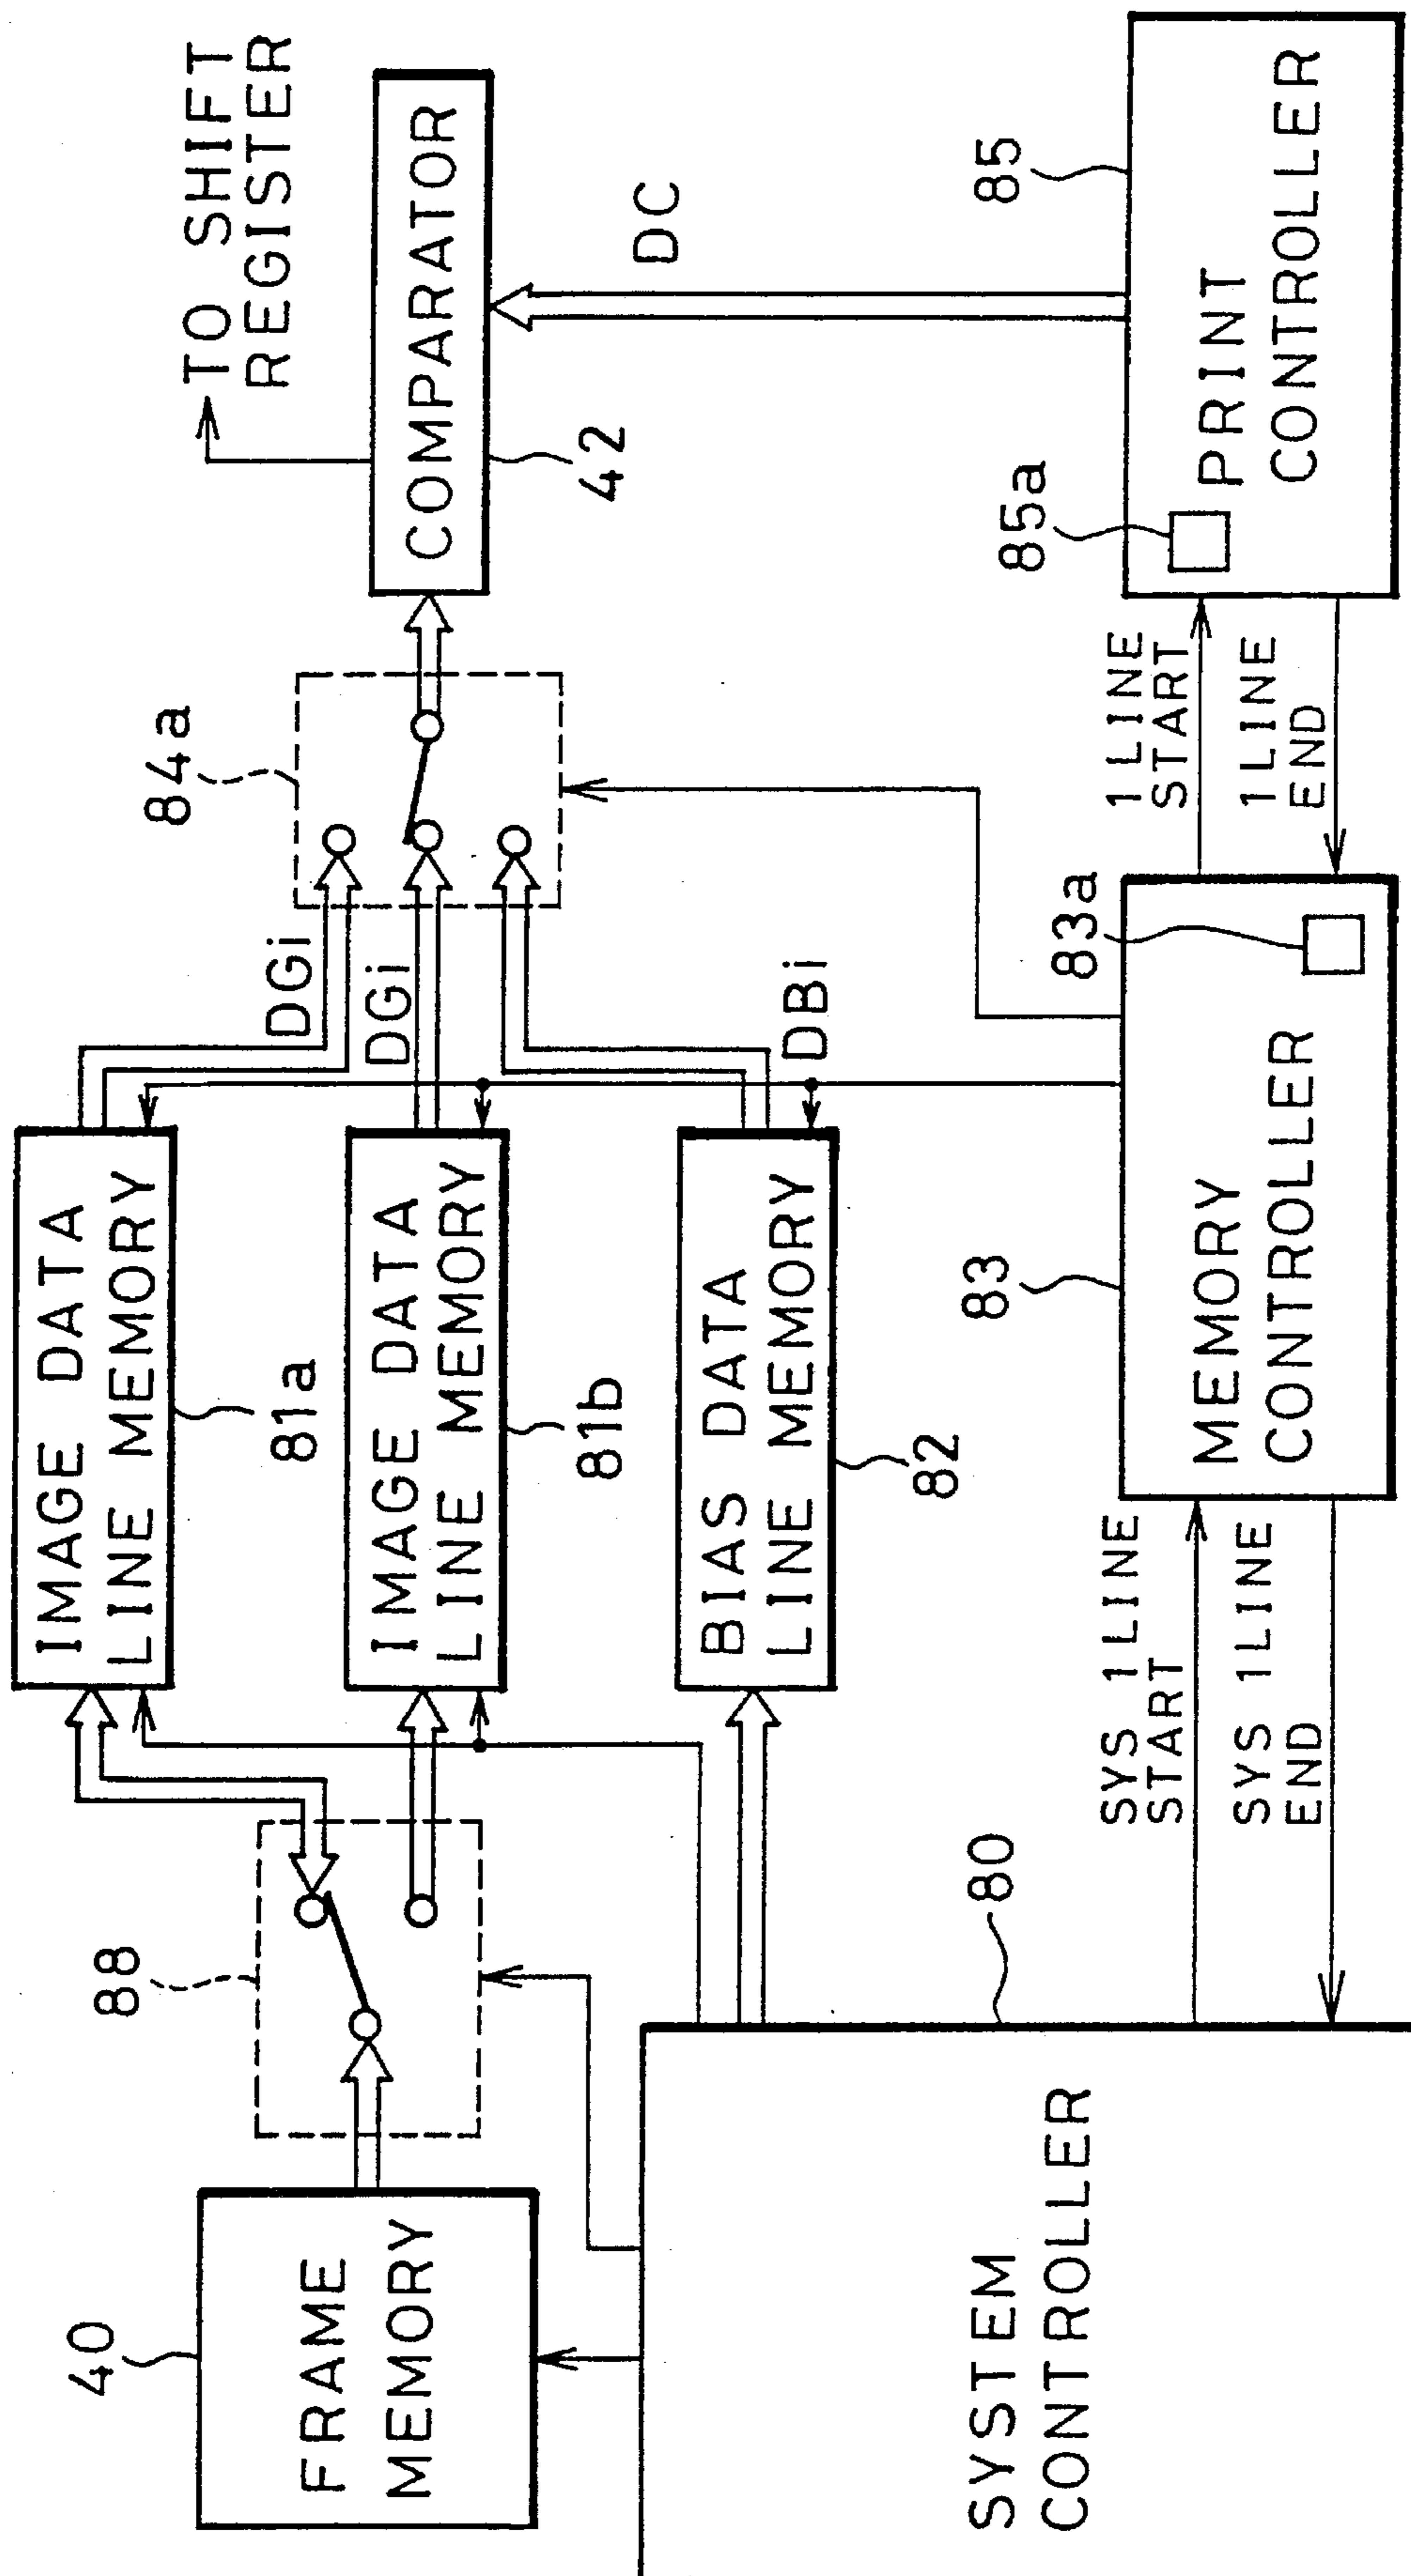 40
FRAME
MEMORY
88
IMAGE DATA
LINE MEMORY
81a
IMAGE DATA
LINE MEMORY
81b
BIAS DATA
LINE MEMORY
82
DGi
DGi
DBi
84a
COMPARATOR
42
TO SHIFT
REGISTER
DC
SYSTEM
CONTROLLER
80
SYS 1LINE
START
SYS 1LINE
END
MEMORY
CONTROLLER
83
83a
1LINE
START
1LINE
END
PRINT
CONTROLLER
85
85a